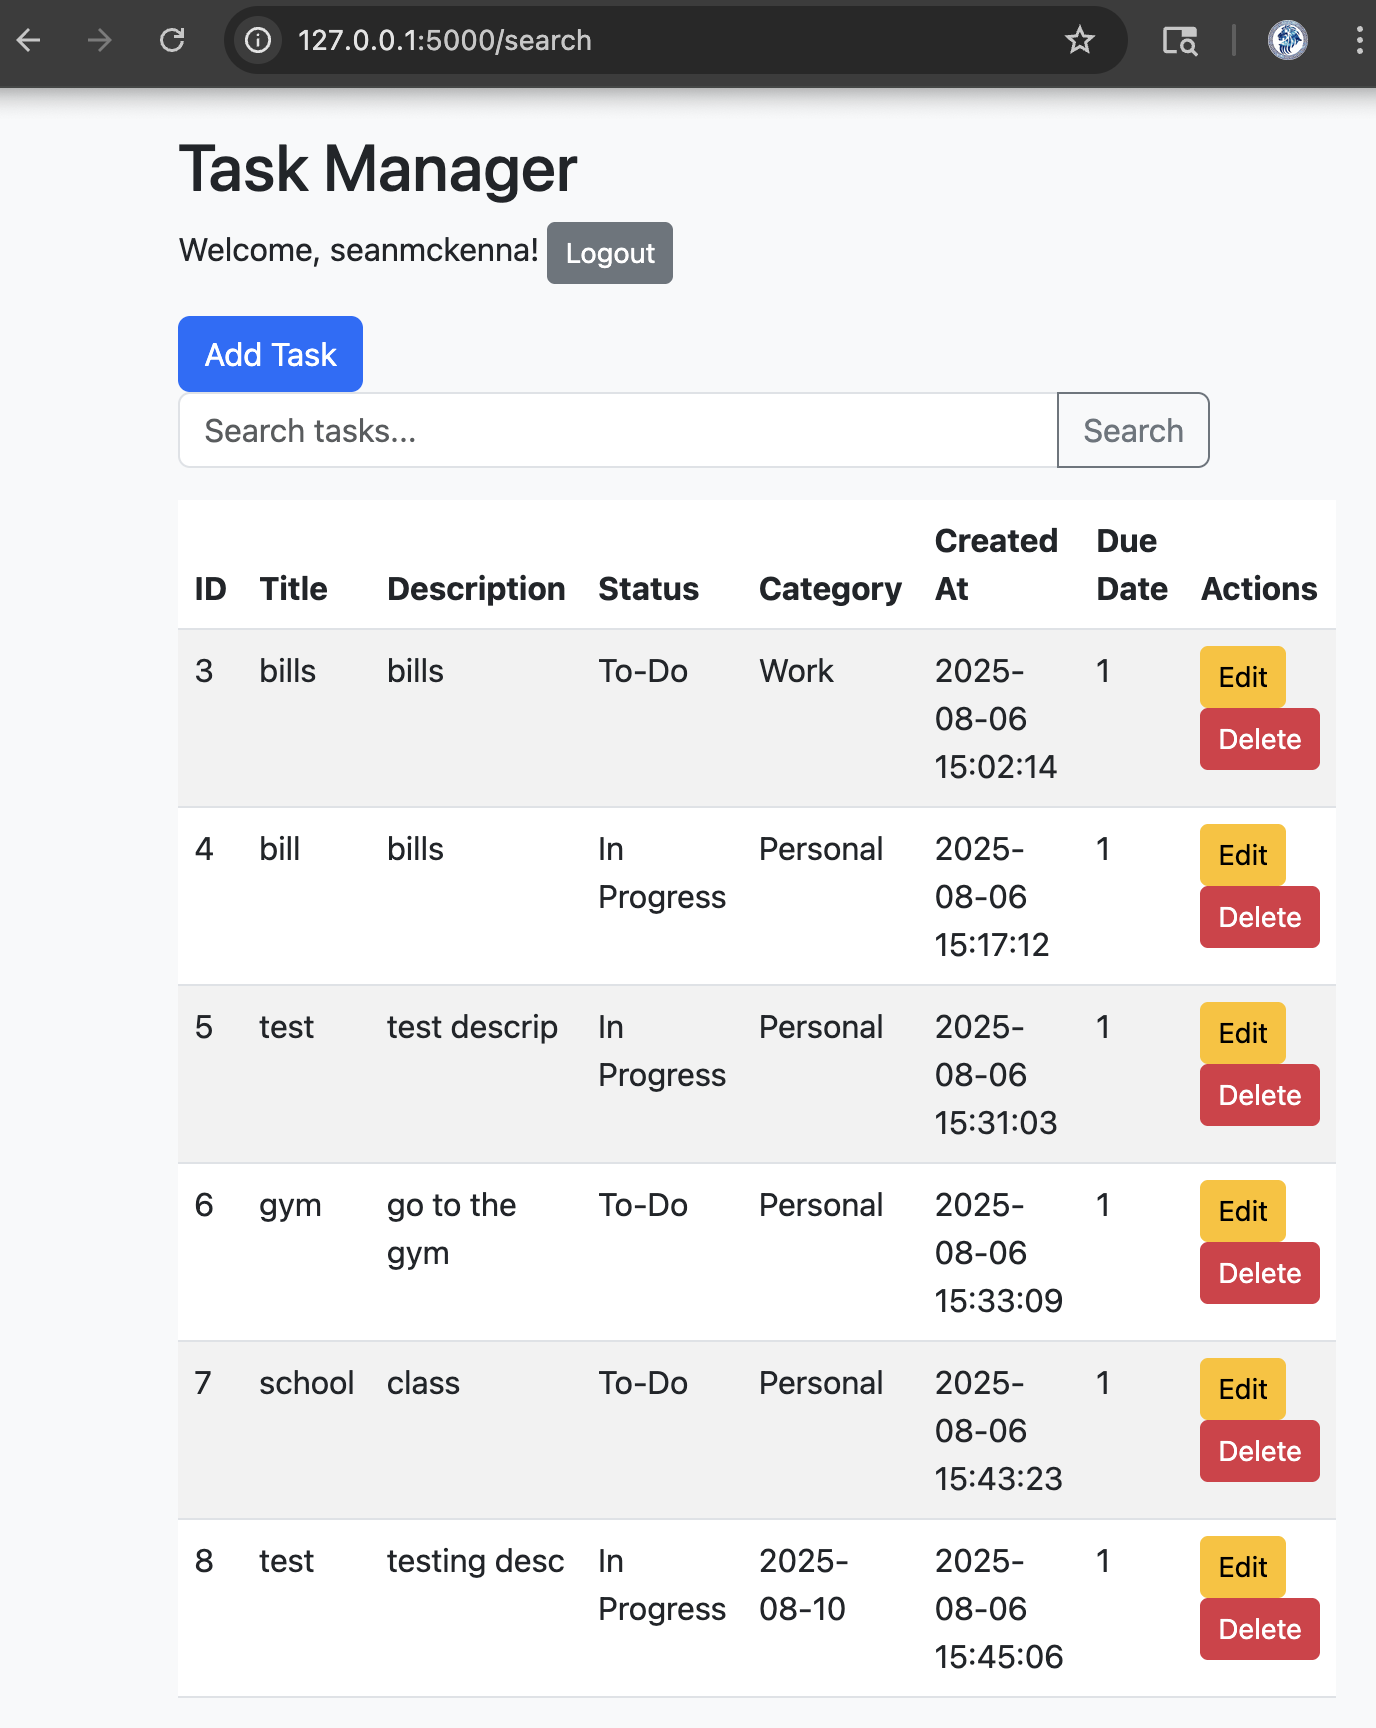 127.0.0.1:5000/search
Task Manager
Welcome, seanmckenna! Logout
Add Task
Search tasks... Search
ID Title Description Status Category Created At Due Date Actions
3 bills bills To-Do Work 2025-08-06 15:02:14 1 Edit Delete
4 bill bills In Progress Personal 2025-08-06 15:17:12 1 Edit Delete
5 test test descrip In Progress Personal 2025-08-06 15:31:03 1 Edit Delete
6 gym go to the gym To-Do Personal 2025-08-06 15:33:09 1 Edit Delete
7 school class To-Do Personal 2025-08-06 15:43:23 1 Edit Delete
8 test testing desc In Progress 2025-08-10 2025-08-06 15:45:06 1 Edit Delete